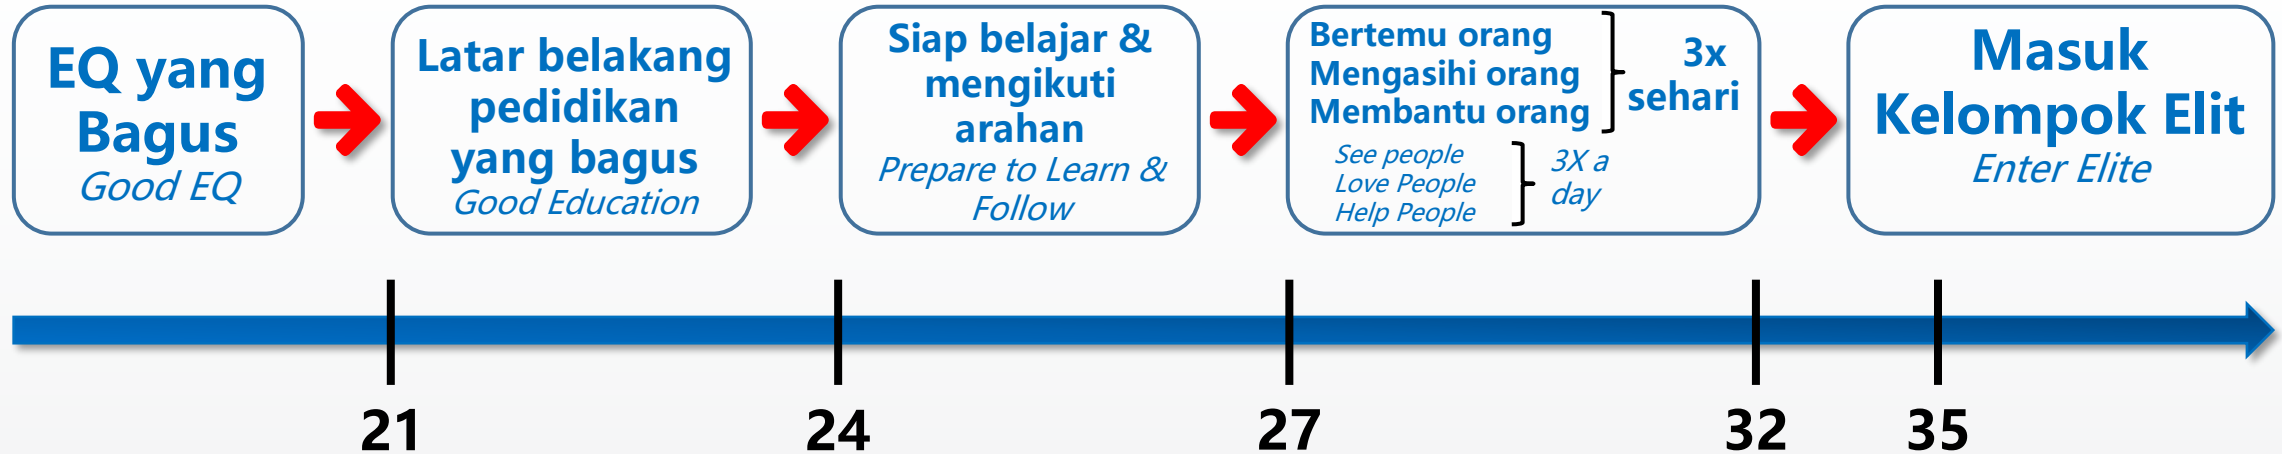 EQ yang
Bagus
Good EQ
Latar belakang
pedidikan
yang bagus
Good Education
Siap belajar &
mengikuti
arahan
Prepare to Learn &
Follow
Bertemu orang
Mengasihi orang
Membantu orang
3x
sehari
See people
Love People
Help People
3X a
day
Masuk
Kelompok Elit
Enter Elite
21
24
27
32
35